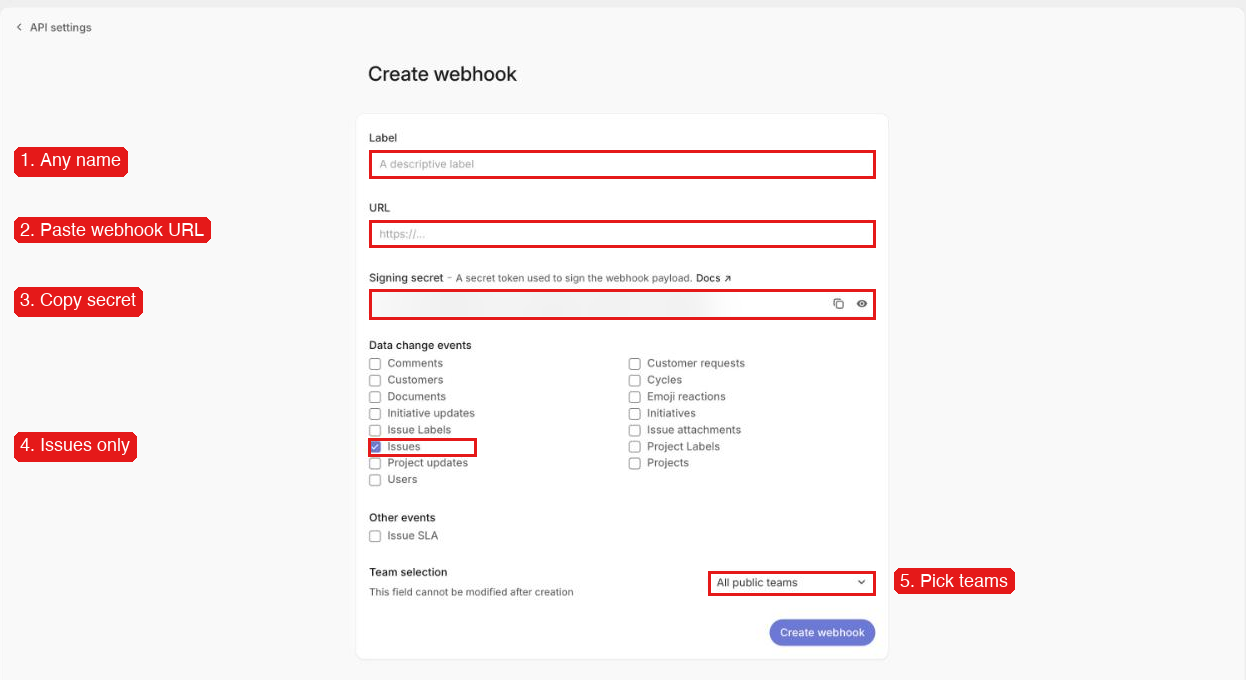 API settings
Create webhook
Label
1. Any name
A descriptive label
URL
2. Paste webhook URL
https://...
Signing secret - A secret token used to sign the webhook payload. Docs ↗
3. Copy secret
Data change events
Comments
Customer requests
Customers
Cycles
Documents
Emoji reactions
Initiative updates
Initiatives
Issue Labels
Issue attachments
4. Issues only
Issues
Project Labels
Project updates
Projects
Users
Other events
Issue SLA
Team selection
All public teams
5. Pick teams
This field cannot be modified after creation
Create webhook